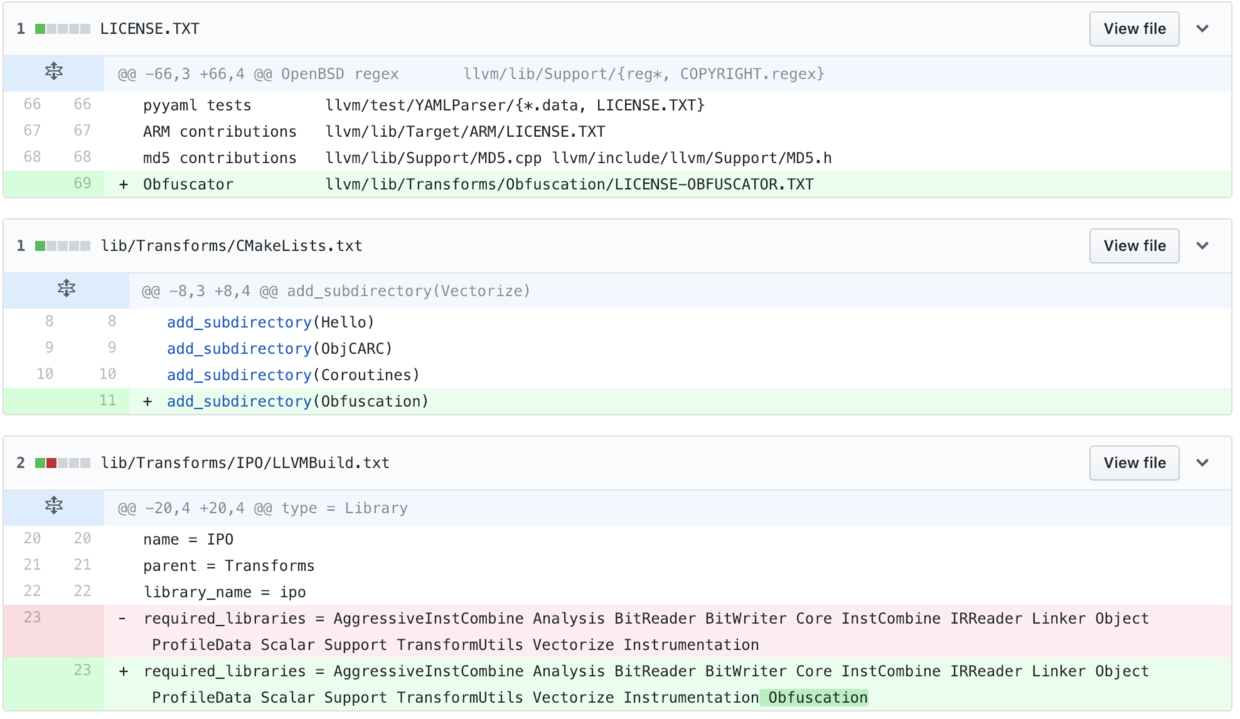 1 LICENSE.TXT View file
@@ -66,3 +66,4 @@ OpenBSD regex llvm/lib/Support/{reg*, COPYRIGHT.regex}
66 66 pyyaml tests llvm/test/YAMLParser/{*.data, LICENSE.TXT}
67 67 ARM contributions llvm/lib/Target/ARM/LICENSE.TXT
68 68 md5 contributions llvm/lib/Support/MD5.cpp llvm/include/llvm/Support/MD5.h
69 + Obfuscator llvm/lib/Transforms/Obfuscation/LICENSE-OBFUSCATOR.TXT
1 lib/Transforms/CMakeLists.txt View file
@@ -8,3 +8,4 @@ add_subdirectory(Vectorize)
8 8 add_subdirectory(Hello)
9 9 add_subdirectory(ObjCARC)
10 10 add_subdirectory(Coroutines)
11 + add_subdirectory(Obfuscation)
2 lib/Transforms/IPO/LLVMBuild.txt View file
@@ -20,4 +20,4 @@ type = Library
20 20 name = IPO
21 21 parent = Transforms
22 22 library_name = ipo
23 - required_libraries = AggressiveInstCombine Analysis BitReader BitWriter Core InstCombine IRReader Linker Object
ProfileData Scalar Support TransformUtils Vectorize Instrumentation
23 + required_libraries = AggressiveInstCombine Analysis BitReader BitWriter Core InstCombine IRReader Linker Object
ProfileData Scalar Support TransformUtils Vectorize Instrumentation Obfuscation